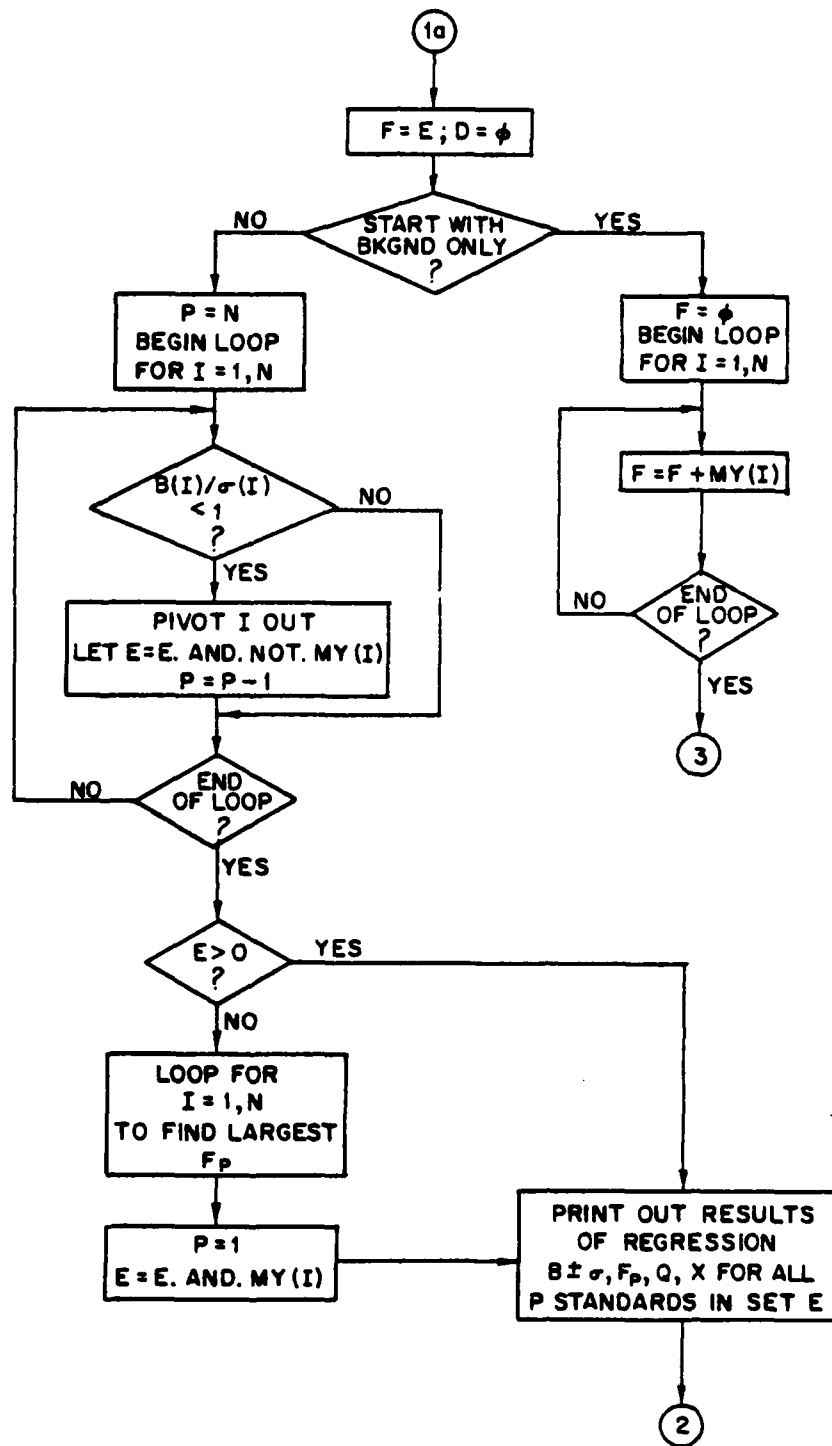 1a
F = E ; D = ϕ
START WITH
BKGND ONLY
?
NO
YES
P = N
BEGIN LOOP
FOR I = 1, N
F = ϕ
BEGIN LOOP
FOR I = 1, N
B(I)/σ(I)
< 1
?
NO
YES
F = F + MY(I)
PIVOT I OUT
LET E = E. AND. NOT. MY(I)
P = P - 1
END
OF LOOP
?
NO
YES
3
END
OF LOOP
?
NO
YES
E > 0
?
YES
NO
LOOP FOR
I = 1, N
TO FIND LARGEST
Fp
P = 1
E = E. AND. MY(I)
PRINT OUT RESULTS
OF REGRESSION
B ± σ, Fp, Q, X FOR ALL
P STANDARDS IN SET E
2